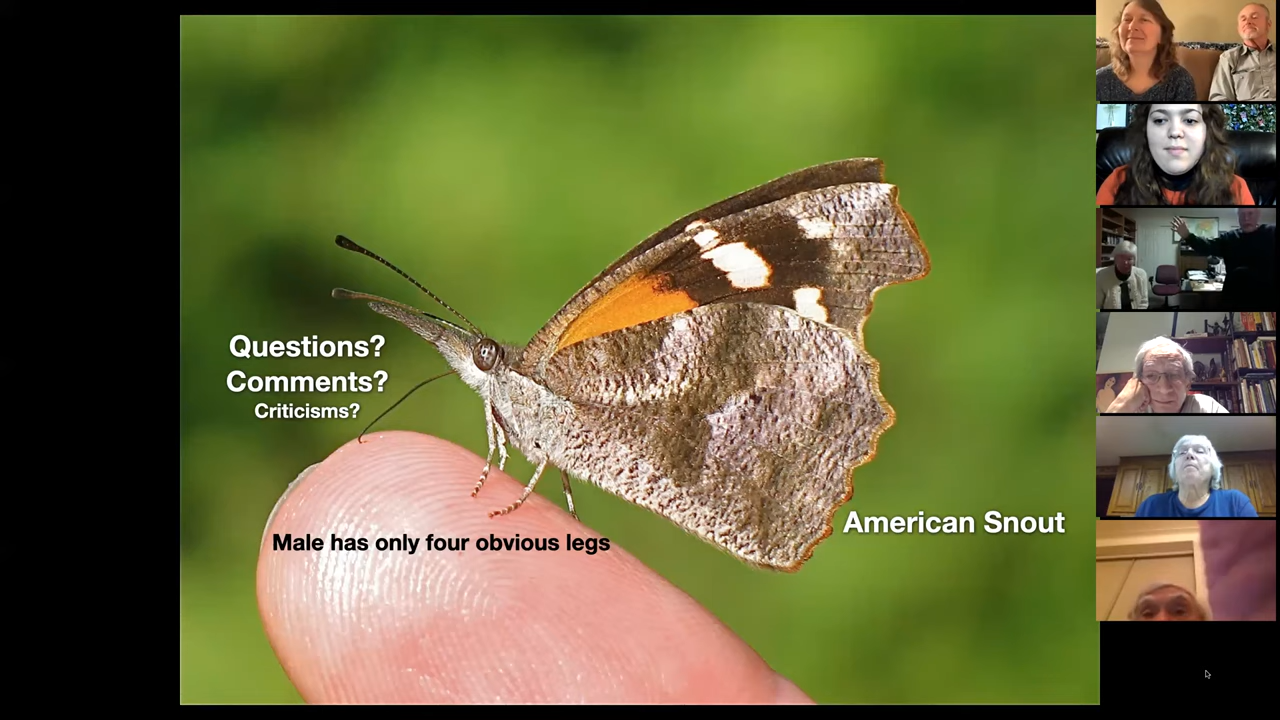 Questions?
Comments?
Criticisms?
Male has only four obvious legs
American Snout